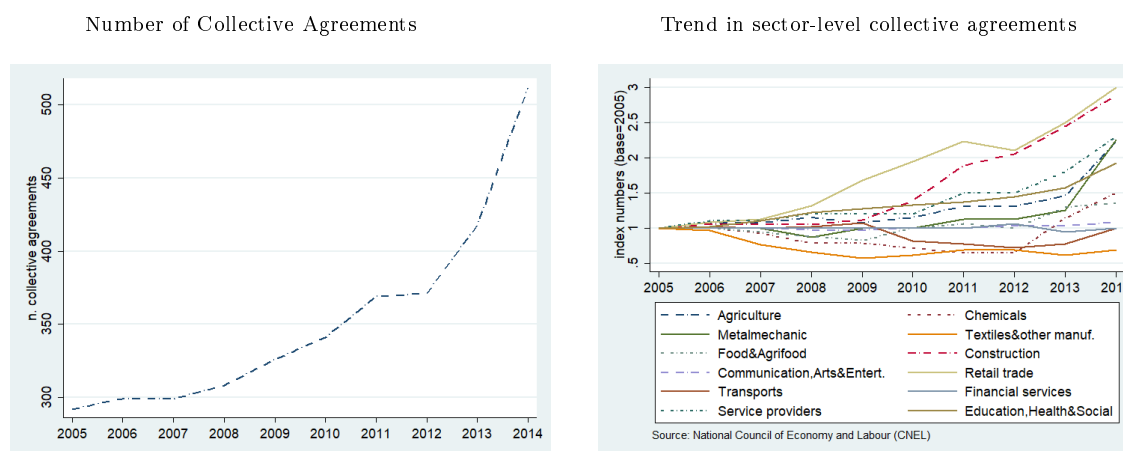 Number of Collective Agreements
n. collective agreements
500
450
400
350
300
2005 2006 2007 2008 2009 2010 2011 2012 2013 2014
Trend in sector-level collective agreements
index numbers (base=2005)
3
2.5
2
1.5
1
.5
2005 2006 2007 2008 2009 2010 2011 2012 2013 201
Agriculture Chemicals
Metalmechanic Textiles&other manuf.
Food&Agrifood Construction
Communication,Arts&Entert. Retail trade
Transports Financial services
Service providers Education,Health&Social
Source: National Council of Economy and Labour (CNEL)